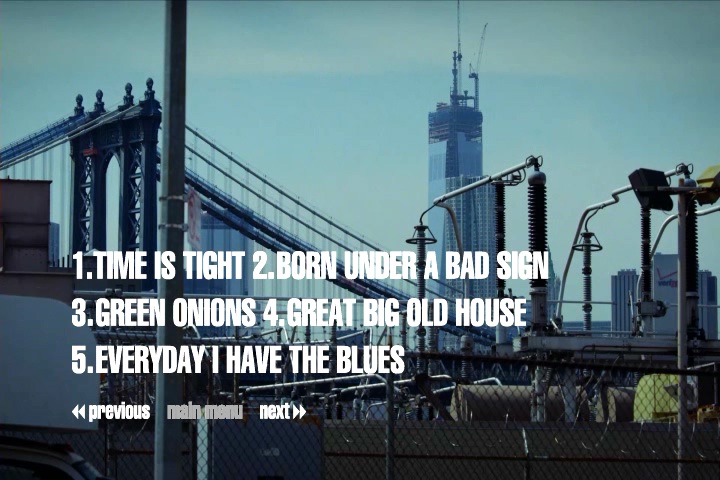 1.TIME IS TIGHT 2.BORN UNDER A BAD SIGN
3.GREEN ONIONS 4.GREAT BIG OLD HOUSE
5.EVERYDAY I HAVE THE BLUES
previous main menu next